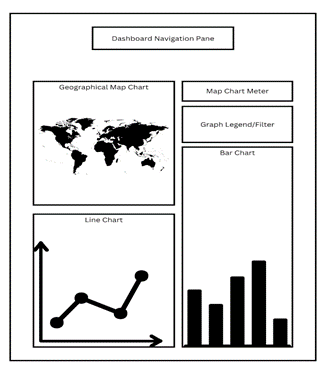 Dashboard Navigation Pane
Geographical Map Chart
Map Chart Meter
Graph Legend/Filter
Bar Chart
Line Chart